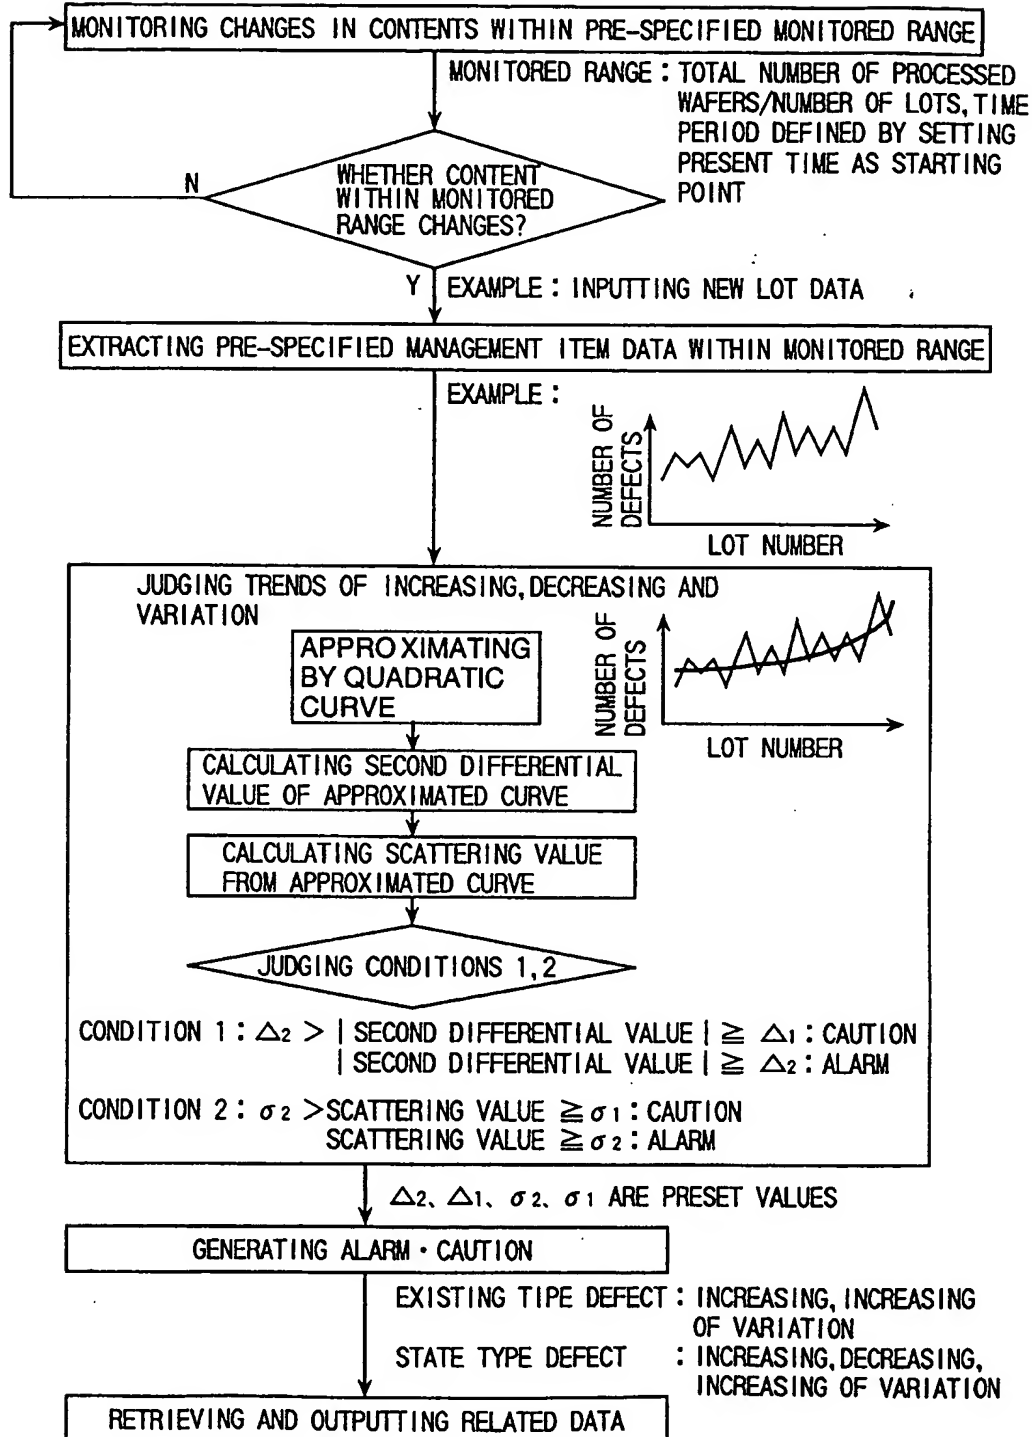 MONITORING CHANGES IN CONTENTS WITHIN PRE-SPECIFIED MONITORED RANGE
MONITORED RANGE : TOTAL NUMBER OF PROCESSED
WAFERS/NUMBER OF LOTS, TIME
PERIOD DEFINED BY SETTING
PRESENT TIME AS STARTING
POINT
N
WHETHER CONTENT
WITHIN MONITORED
RANGE CHANGES?
Y
EXAMPLE : INPUTTING NEW LOT DATA
EXTRACTING PRE-SPECIFIED MANAGEMENT ITEM DATA WITHIN MONITORED RANGE
EXAMPLE :
NUMBER OF
DEFECTS
LOT NUMBER
JUDGING TRENDS OF INCREASING, DECREASING AND
VARIATION
APPROXIMATING
BY QUADRATIC
CURVE
NUMBER OF
DEFECTS
LOT NUMBER
CALCULATING SECOND DIFFERENTIAL
VALUE OF APPROXIMATED CURVE
CALCULATING SCATTERING VALUE
FROM APPROXIMATED CURVE
JUDGING CONDITIONS 1, 2
CONDITION 1 : △2 > | SECOND DIFFERENTIAL VALUE | ≧ △1 : CAUTION
| SECOND DIFFERENTIAL VALUE | ≧ △2 : ALARM
CONDITION 2 : σ2 > SCATTERING VALUE ≧ σ1 : CAUTION
SCATTERING VALUE ≧ σ2 : ALARM
△2、△1、σ2、σ1 ARE PRESET VALUES
GENERATING ALARM・CAUTION
EXISTING TIPE DEFECT : INCREASING, INCREASING
OF VARIATION
STATE TYPE DEFECT : INCREASING, DECREASING,
INCREASING OF VARIATION
RETRIEVING AND OUTPUTTING RELATED DATA